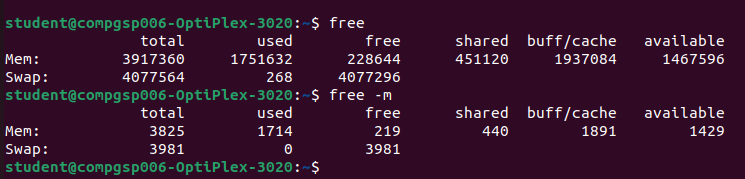 student@compgsp006-OptiPlex-3020:~$ free
total used free shared buff/cache available
Mem: 3917360 1751632 228644 451120 1937084 1467596
Swap: 4077564 268 4077296
student@compgsp006-OptiPlex-3020:~$ free -m
total used free shared buff/cache available
Mem: 3825 1714 219 440 1891 1429
Swap: 3981 0 3981
student@compgsp006-OptiPlex-3020:~$